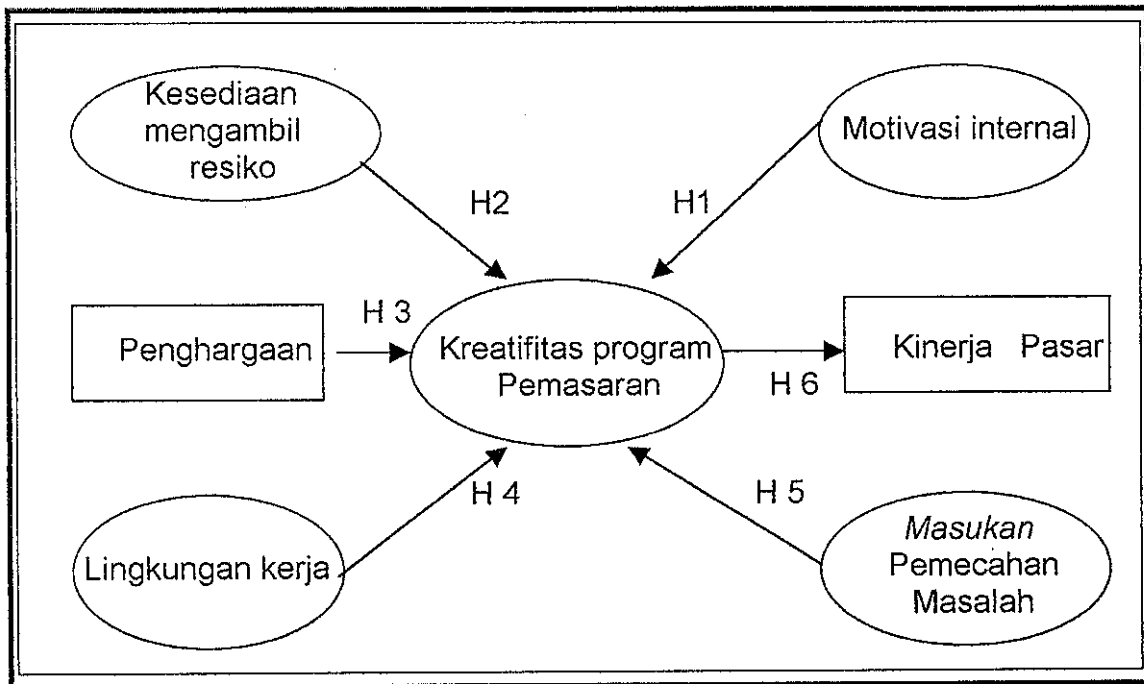 Kesediaan
mengambil
resiko
Motivasi internal
H2
H1
H 3
Penghargaan
Kreatifitas program
Pemasaran
Kinerja Pasar
H 6
H 4
H 5
Lingkungan kerja
Masukan
Pemecahan
Masalah